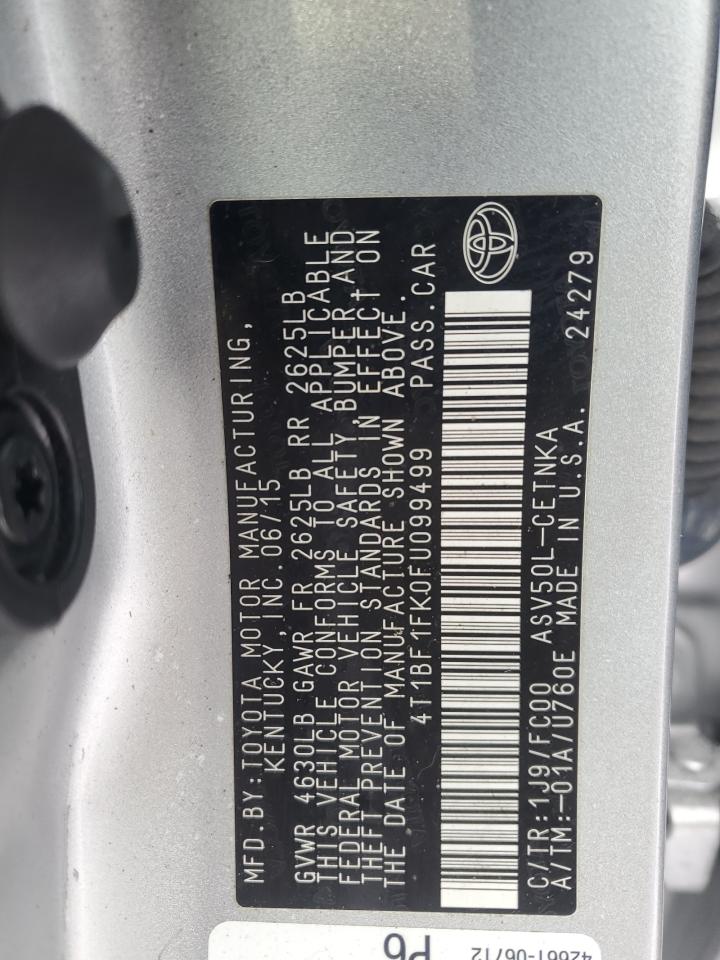 MFD.BY:TOYOTA MOTOR MANUFACTURING,
KENTUCKY,INC.06/15
GVWR 4630LB GAWR FR 2625LB RR 2625LB
THIS VEHICLE CONFORMS TO ALL APPLICABLE
FEDERAL MOTOR VEHICLE SAFETY,BUMPER,AND
THEFT PREVENTION STANDARDS IN EFFECT ON
THE DATE OF MANUFACTURE SHOWN ABOVE.
4T1BF1FK0FU099499 PASS.CAR
C/TR:1J9/FC00 ASV50L-CETNKA
A/TM:-01A/U760E MADE IN U.S.A. 24279
P6
42661-06712